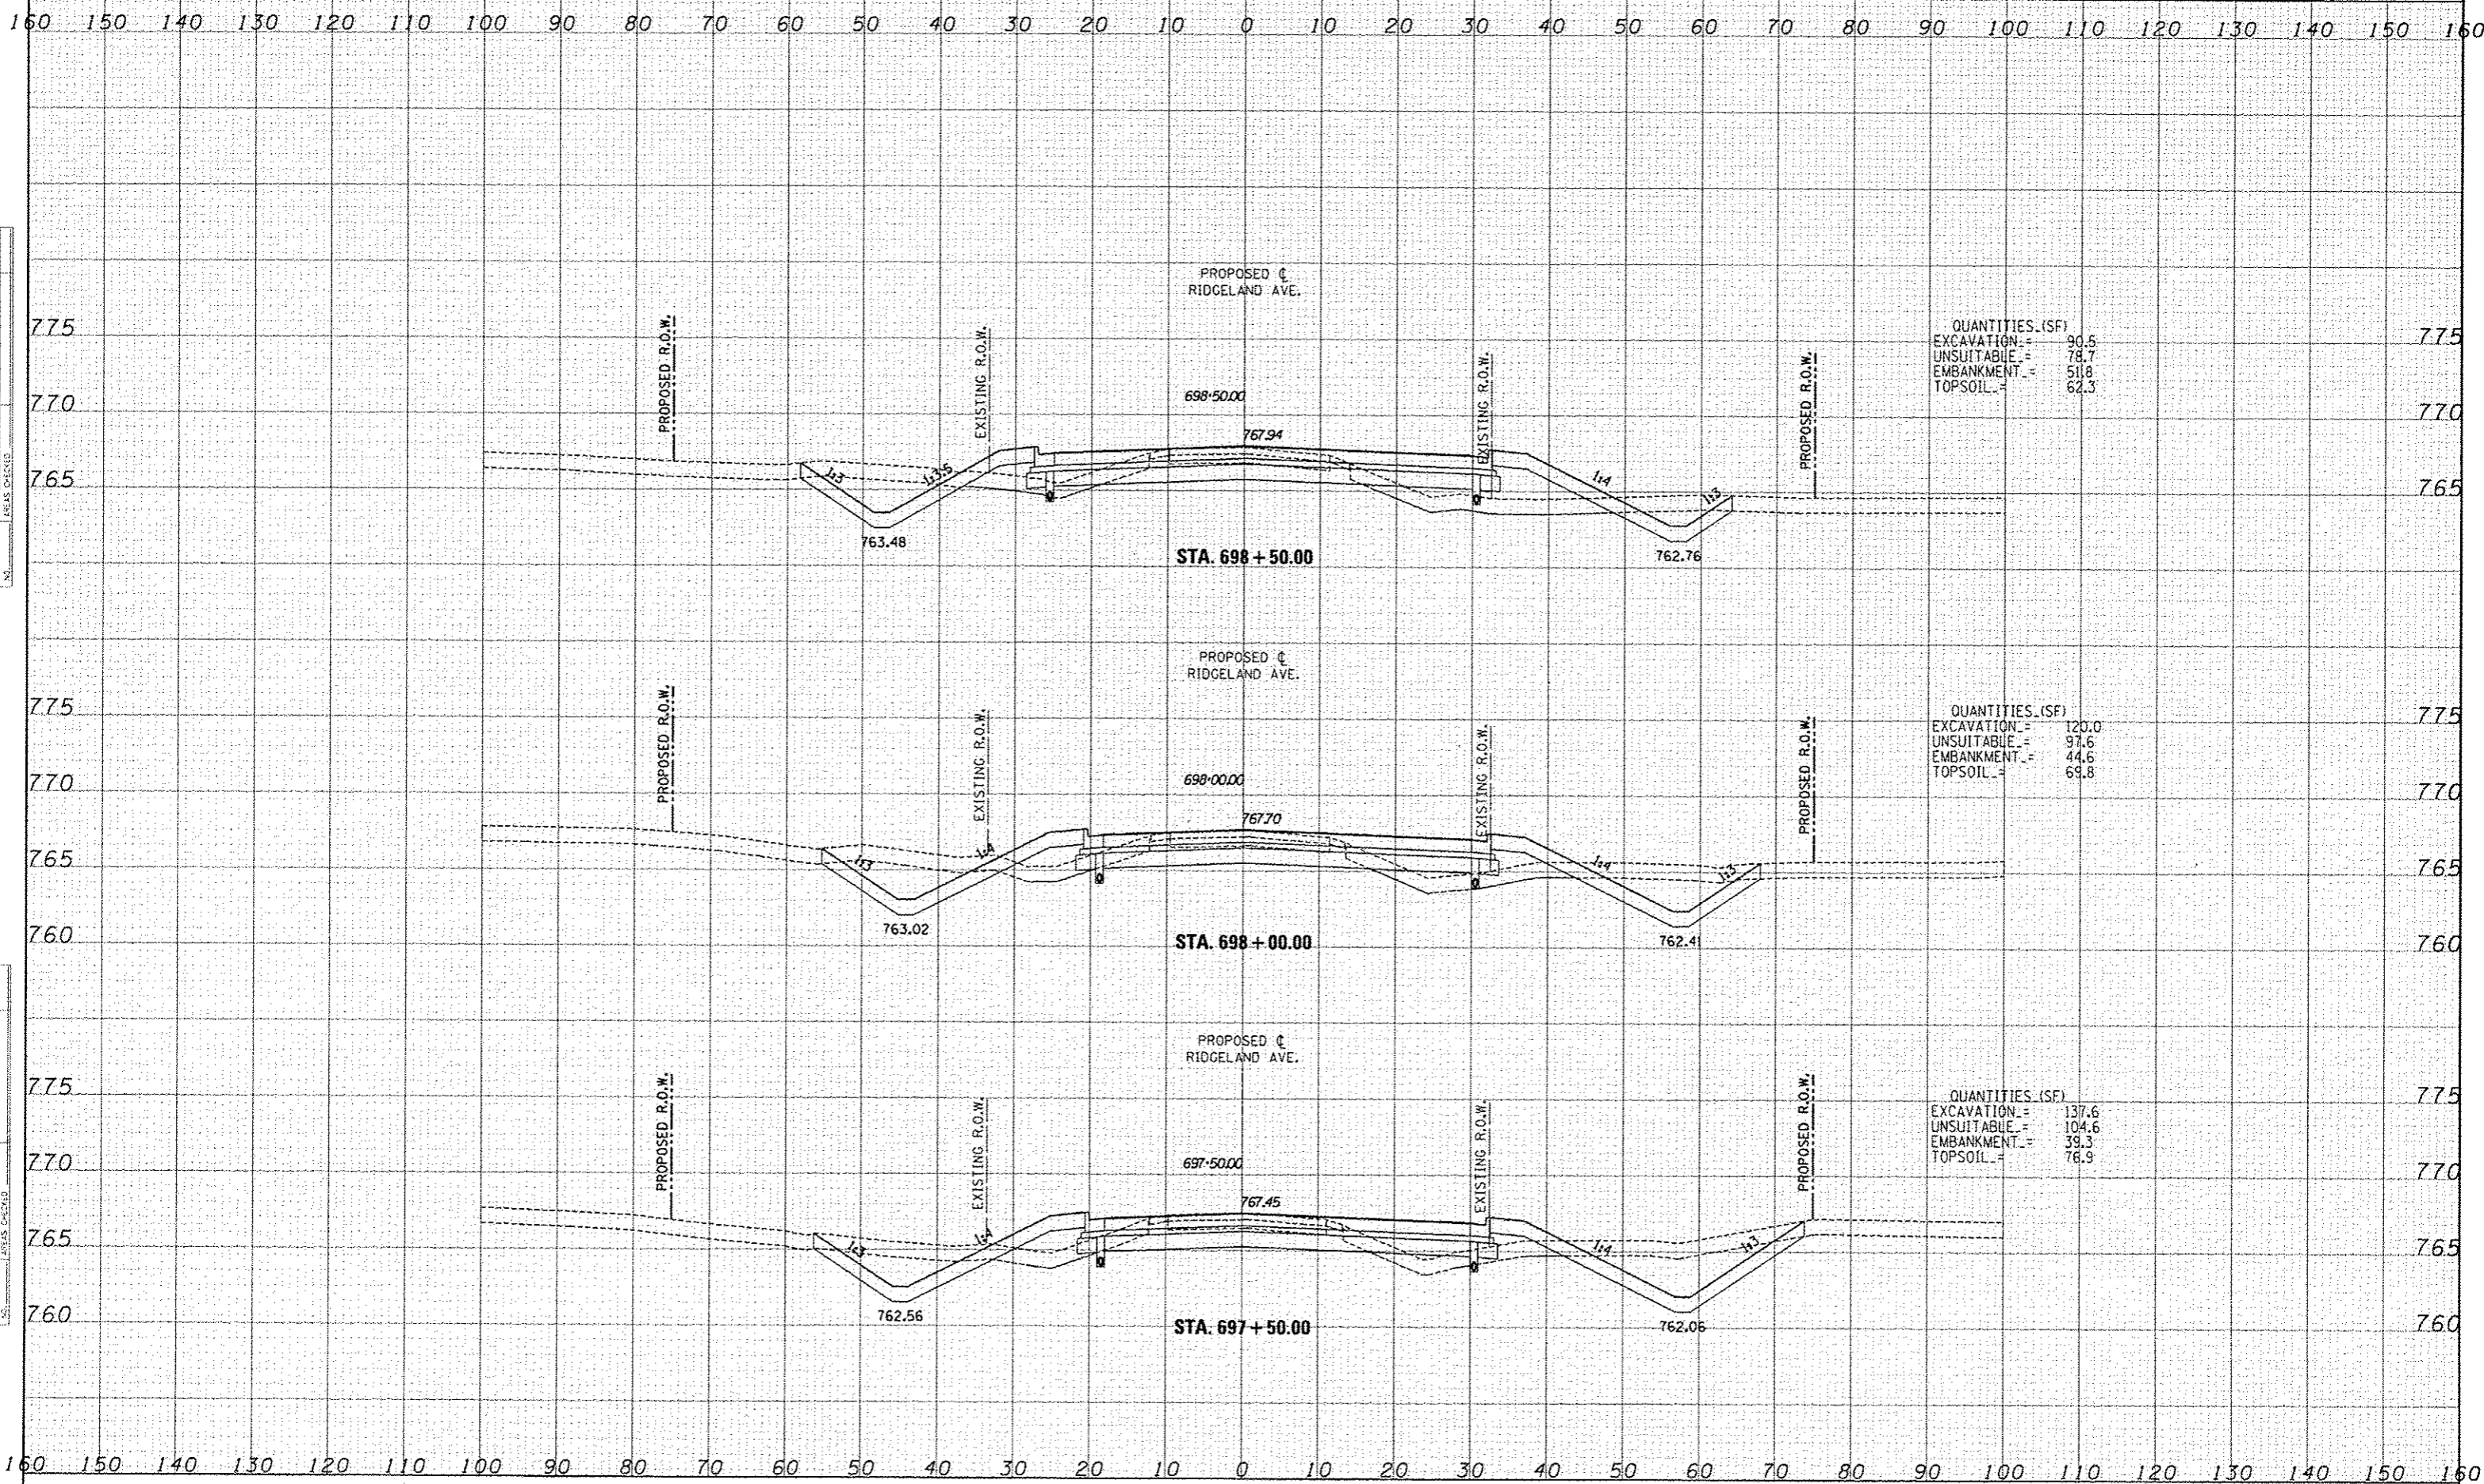 160 150 140 130 120 110 100 90 80 70 60 50 40 30 20 10 0 10 20 30 40 50 60 70 80 90 100 110 120 130 140 150 160
PROPOSED ℄
RIDGELAND AVE.
775 775
PROPOSED R.O.W.
EXISTING R.O.W.
EXISTING R.O.W.
PROPOSED R.O.W.
QUANTITIES (SF)
EXCAVATION = 90.5
UNSUITABLE = 78.7
EMBANKMENT = 51.8
TOPSOIL = 62.3
770 770
698+50.00
767.94
765 765
1:3 1:3.5 1:4 1:3
763.48 762.76
STA. 698+50.00
AREAS CHECKED
NO.
PROPOSED ℄
RIDGELAND AVE.
775 775
PROPOSED R.O.W.
EXISTING R.O.W.
EXISTING R.O.W.
PROPOSED R.O.W.
QUANTITIES (SF)
EXCAVATION = 120.0
UNSUITABLE = 97.6
EMBANKMENT = 44.6
TOPSOIL = 69.8
770 770
698+00.00
767.70
765 765
1:3 1:4 1:4 1:3
763.02 762.41
760 760
STA. 698+00.00
PROPOSED ℄
RIDGELAND AVE.
775 775
PROPOSED R.O.W.
EXISTING R.O.W.
EXISTING R.O.W.
PROPOSED R.O.W.
QUANTITIES (SF)
EXCAVATION = 137.6
UNSUITABLE = 104.6
EMBANKMENT = 39.3
TOPSOIL = 76.9
770 770
697+50.00
767.45
765 765
1:3 1:4 1:4 1:3
762.56 762.06
760 760
STA. 697+50.00
AREAS CHECKED
NO.
160 150 140 130 120 110 100 90 80 70 60 50 40 30 20 10 0 10 20 30 40 50 60 70 80 90 100 110 120 130 140 150 160